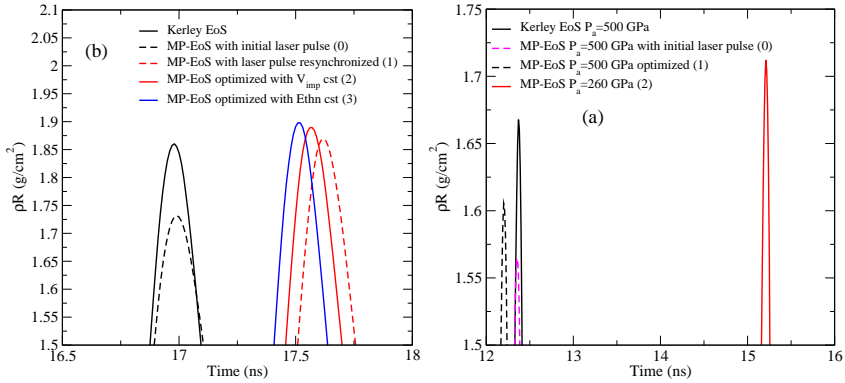 2.1
2.05
2
1.95
1.9
1.85
1.8
1.75
1.7
1.65
1.6
1.55
1.5
ρR (g/cm²)
(b)
Kerley EoS
MP-EoS with initial laser pulse (0)
MP-EoS with laser pulse resynchronized (1)
MP-EoS optimized with V_imp cst (2)
MP-EoS optimized with Ethn cst (3)
16.5 17 17.5 18
Time (ns)
1.75
1.7
1.65
1.6
1.55
1.5
ρR (g/cm²)
Kerley EoS P_a=500 GPa
MP-EoS P_a=500 GPa with initial laser pulse (0)
MP-EoS P_a=500 GPa optimized (1)
MP-EoS P_a=260 GPa (2)
(a)
12 13 14 15 16
Time (ns)